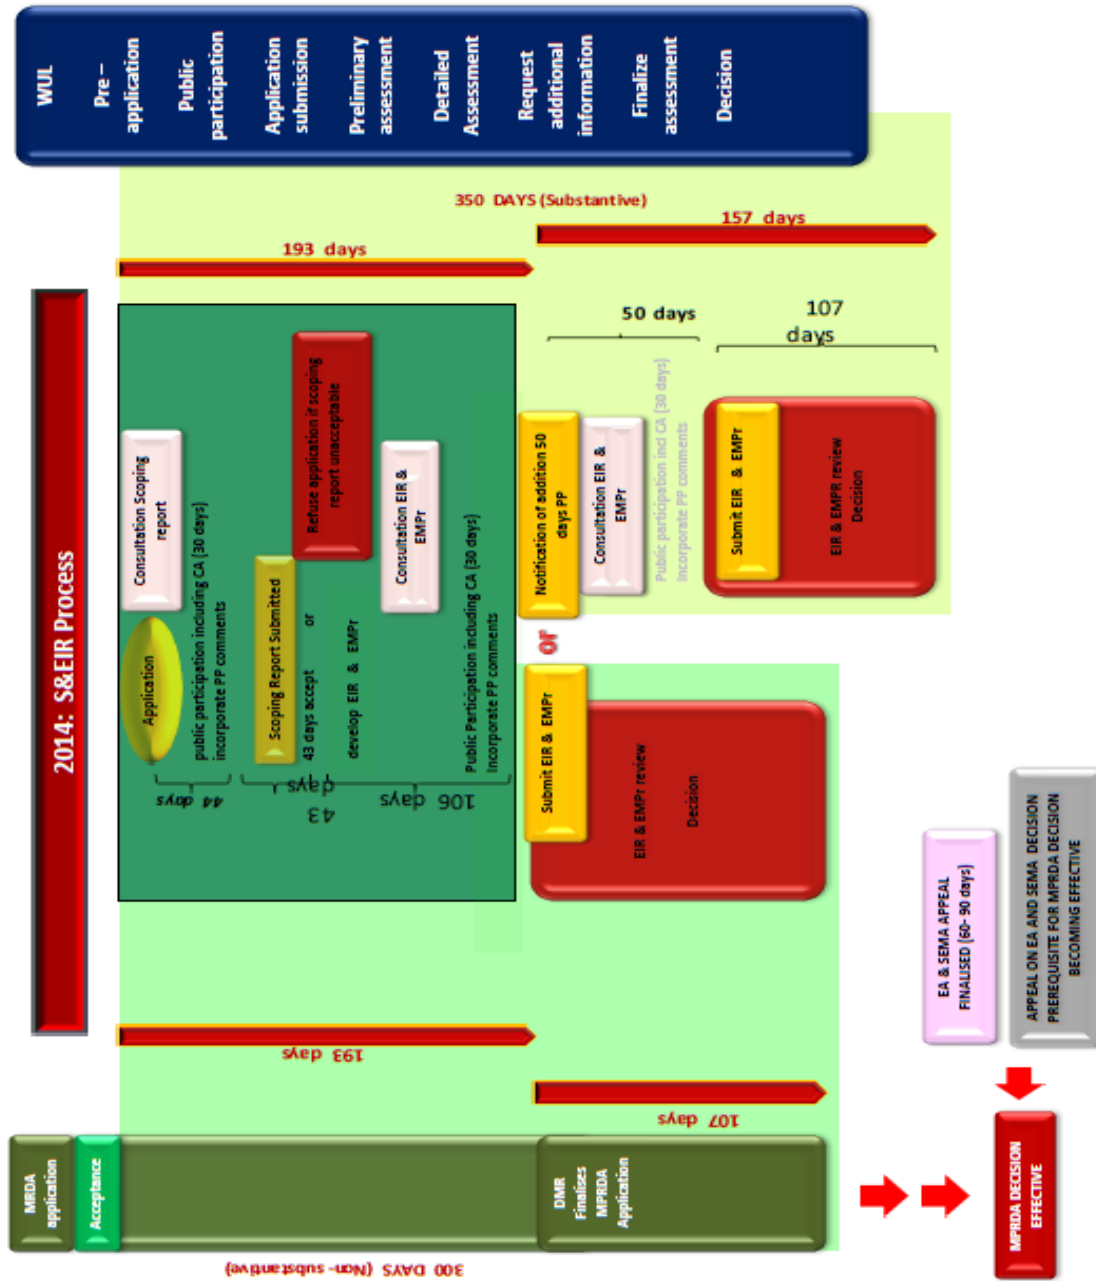 2014: S&EIR Process
MRDA
application
Acceptance
300 DAYS (Non-substantive)
DMR
Finalises
MPRDA
Application
193 days
107 days
Application
Consultation Scoping
report
44 days
public participation including CA (30 days)
incorporate PP comments
Scoping Report Submitted
43
days
43 days accept or
Refuse application if scoping
report unacceptable
develop EIR & EMPr
106 days
Consultation EIR &
EMPr
Public Participation including CA (30 days)
Incorporate PP comments
Submit EIR & EMPr
EIR & EMPr review
Decision
or
Notification of addition 50
days PP
Consultation EIR &
EMPr
Public participation incl CA (30 days)
Incorporate PP comments
50 days
Submit EIR & EMPr
EIR & EMPR review
Decision
107
days
193 days
350 DAYS (Substantive)
157 days
WUL
Pre –
application
Public
participation
Application
submission
Preliminary
assessment
Detailed
Assessment
Request
additional
information
Finalize
assessment
Decision
MPRDA DECISION
EFFECTIVE
EA & SEMA APPEAL
FINALISED (60- 90 days)
APPEAL ON EA AND SEMA DECISION
PREREQUISITE FOR MPRDA DECISION
BECOMING EFFECTIVE